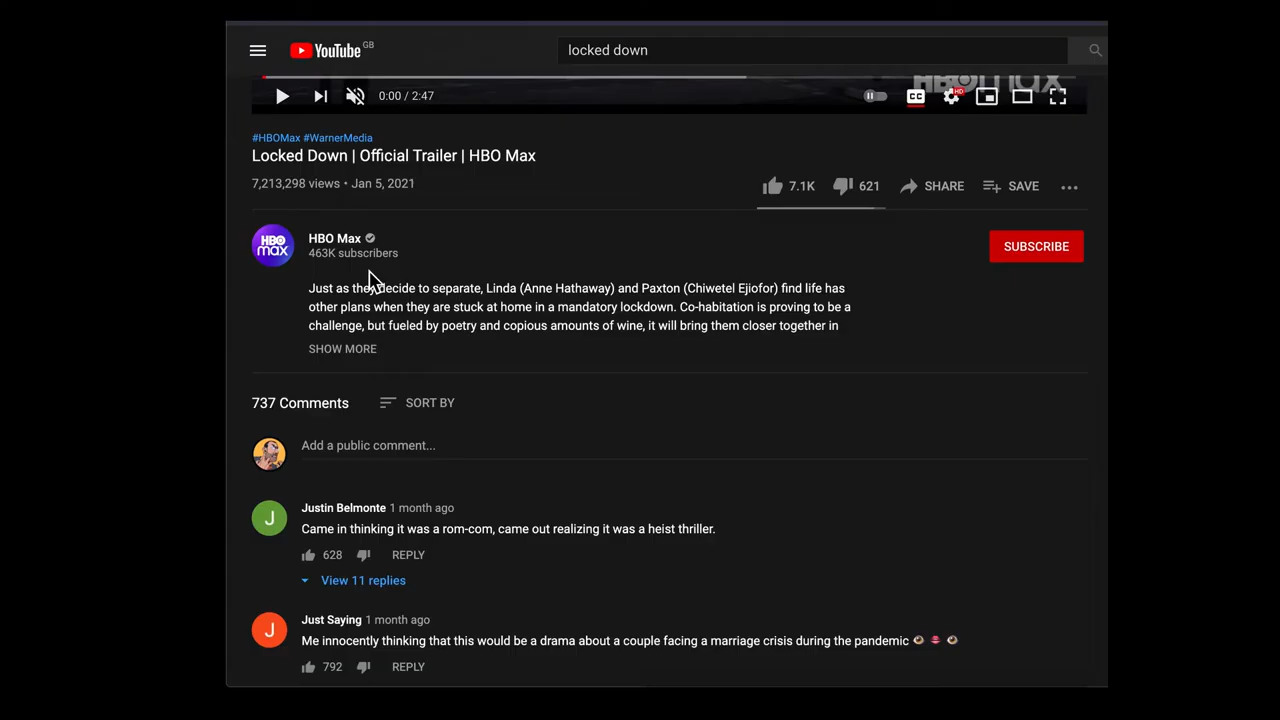 YouTube GB
locked down
HBOMAX
0:00 / 2:47
CC
HD
#HBOMax #WarnerMedia
Locked Down | Official Trailer | HBO Max
7,213,298 views • Jan 5, 2021
7.1K
621
SHARE
SAVE
HBO max
HBO Max
463K subscribers
SUBSCRIBE
Just as they decide to separate, Linda (Anne Hathaway) and Paxton (Chiwetel Ejiofor) find life has
other plans when they are stuck at home in a mandatory lockdown. Co-habitation is proving to be a
challenge, but fueled by poetry and copious amounts of wine, it will bring them closer together in
SHOW MORE
737 Comments
SORT BY
Add a public comment...
J
Justin Belmonte 1 month ago
Came in thinking it was a rom-com, came out realizing it was a heist thriller.
628
REPLY
View 11 replies
J
Just Saying 1 month ago
Me innocently thinking that this would be a drama about a couple facing a marriage crisis during the pandemic 👁️👄👁️
792
REPLY